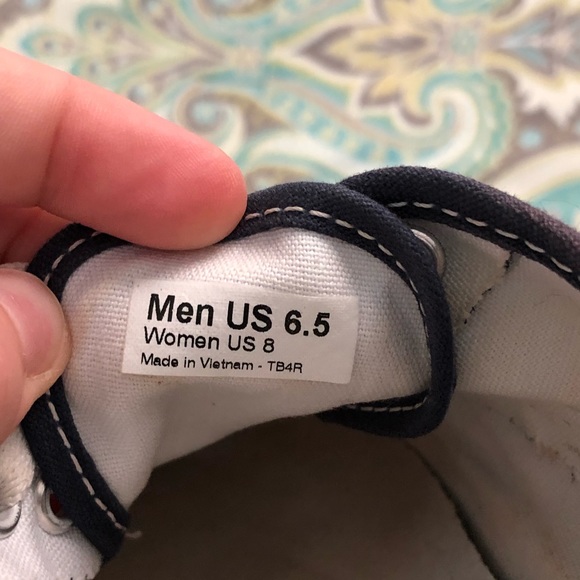 Men US 6.5
Women US 8
Made in Vietnam - TB4R